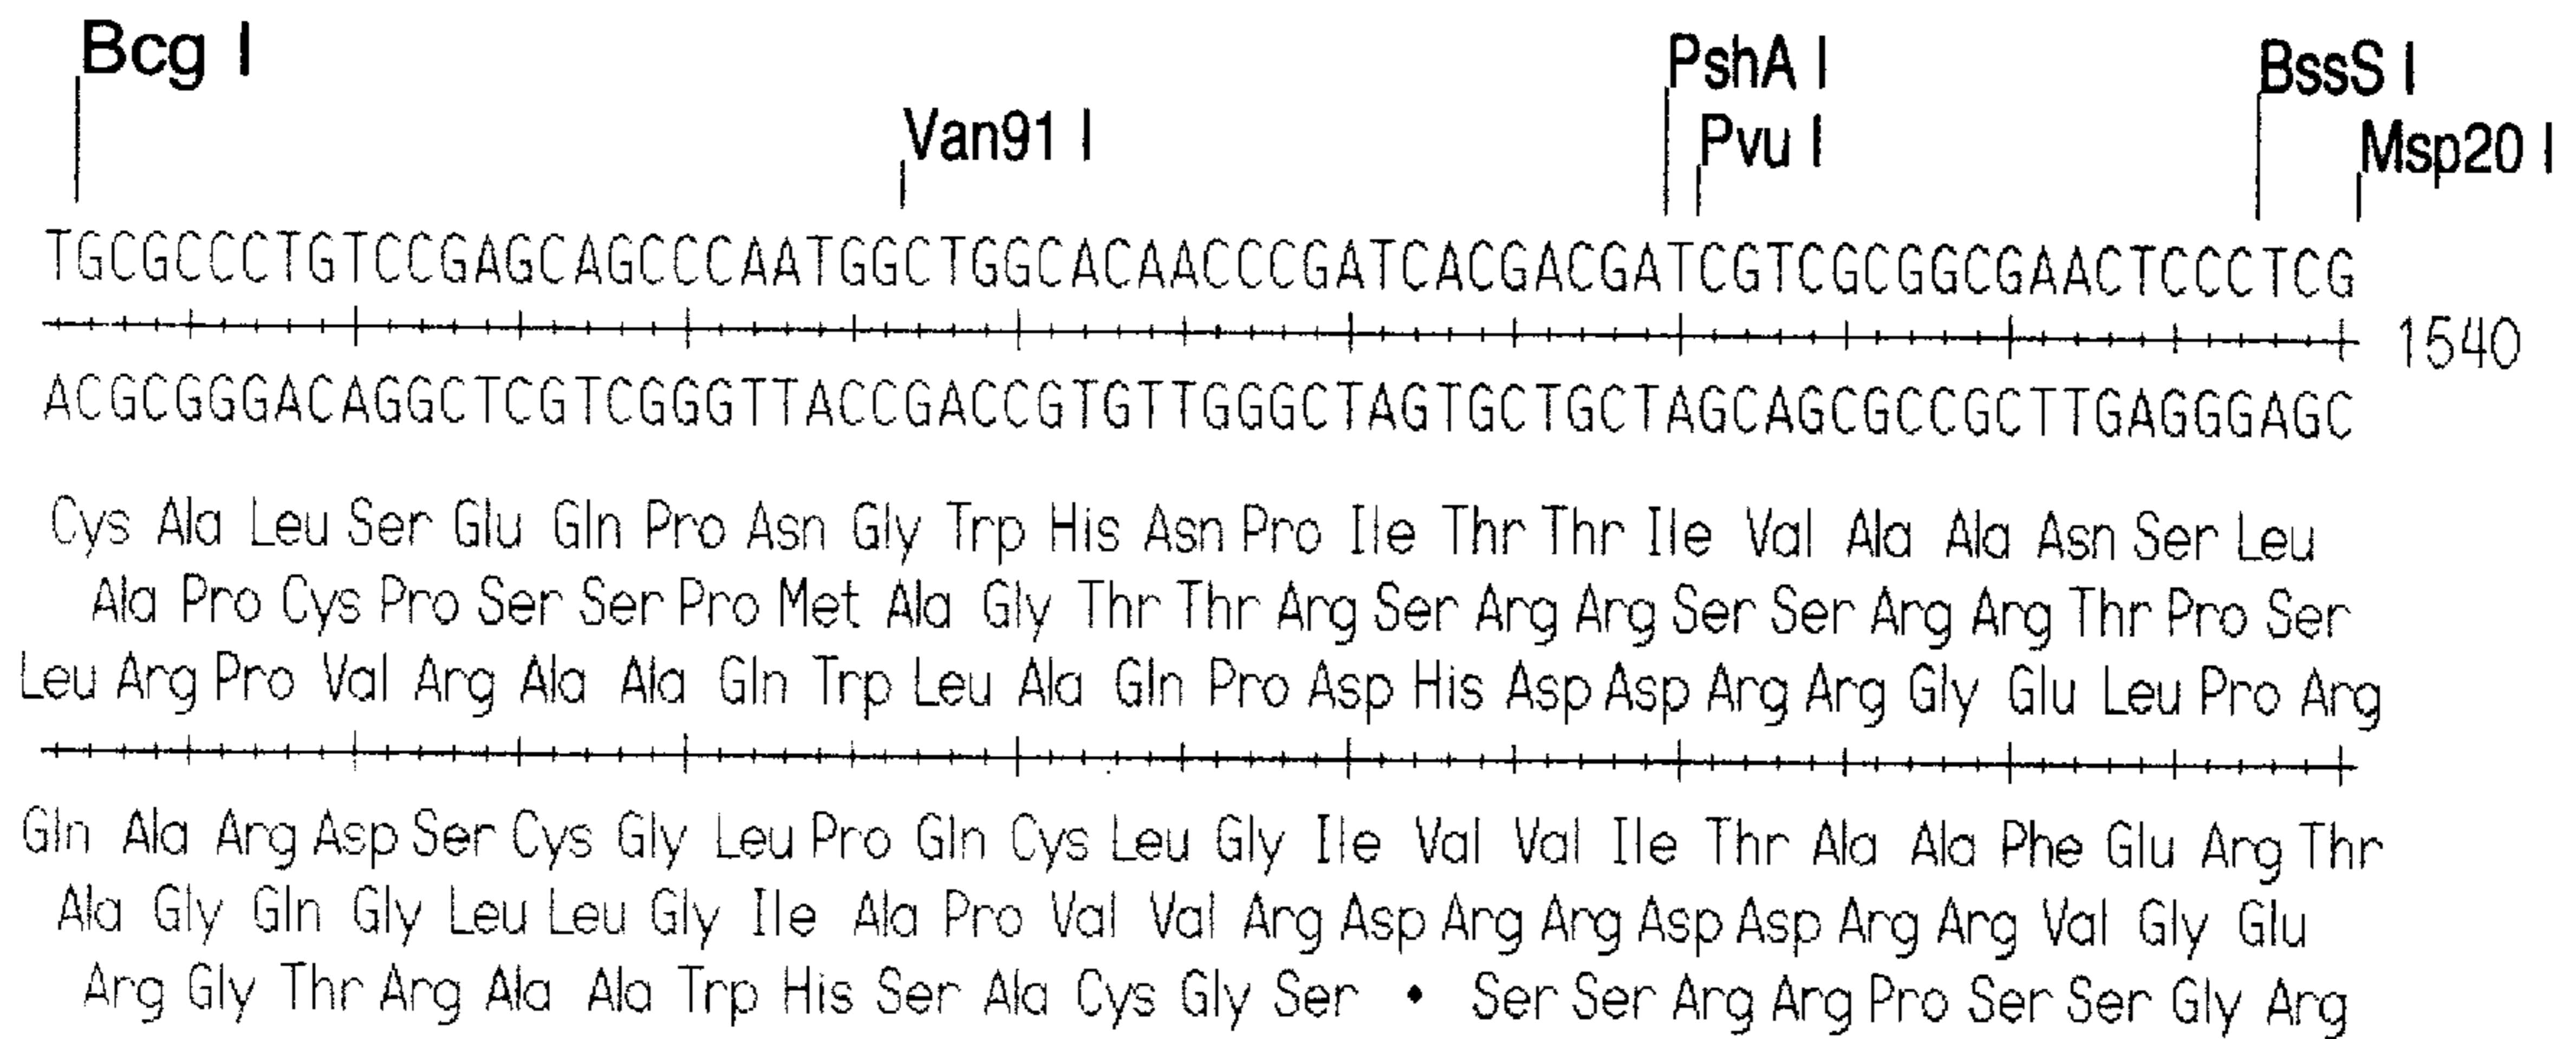 Bcg I PshA I BssS I
Van91 I Pvu I Msp20 I
TGCGCCCTGTCCGAGCAGCCCAATGGCTGGCACAACCCGATCACGACGATCGTCGCGGCGAACTCCCTCG
1540
ACGCGGGACAGGCTCGTCGGGTTACCGACCGTGTTGGGCTAGTGCTGCTAGCAGCGCCGCTTGAGGGAGC
Cys Ala Leu Ser Glu Gln Pro Asn Gly Trp His Asn Pro Ile Thr Thr Ile Val Ala Ala Asn Ser Leu
Ala Pro Cys Pro Ser Ser Pro Met Ala Gly Thr Thr Arg Ser Arg Arg Ser Ser Arg Arg Thr Pro Ser
Leu Arg Pro Val Arg Ala Ala Gln Trp Leu Ala Gln Pro Asp His Asp Asp Arg Arg Gly Glu Leu Pro Arg
Gln Ala Arg Asp Ser Cys Gly Leu Pro Gln Cys Leu Gly Ile Val Val Ile Thr Ala Ala Phe Glu Arg Thr
Ala Gly Gln Gly Leu Leu Gly Ile Ala Pro Val Val Arg Asp Arg Arg Asp Asp Arg Arg Val Gly Glu
Arg Gly Thr Arg Ala Ala Trp His Ser Ala Cys Gly Ser • Ser Ser Arg Arg Pro Ser Ser Gly Arg